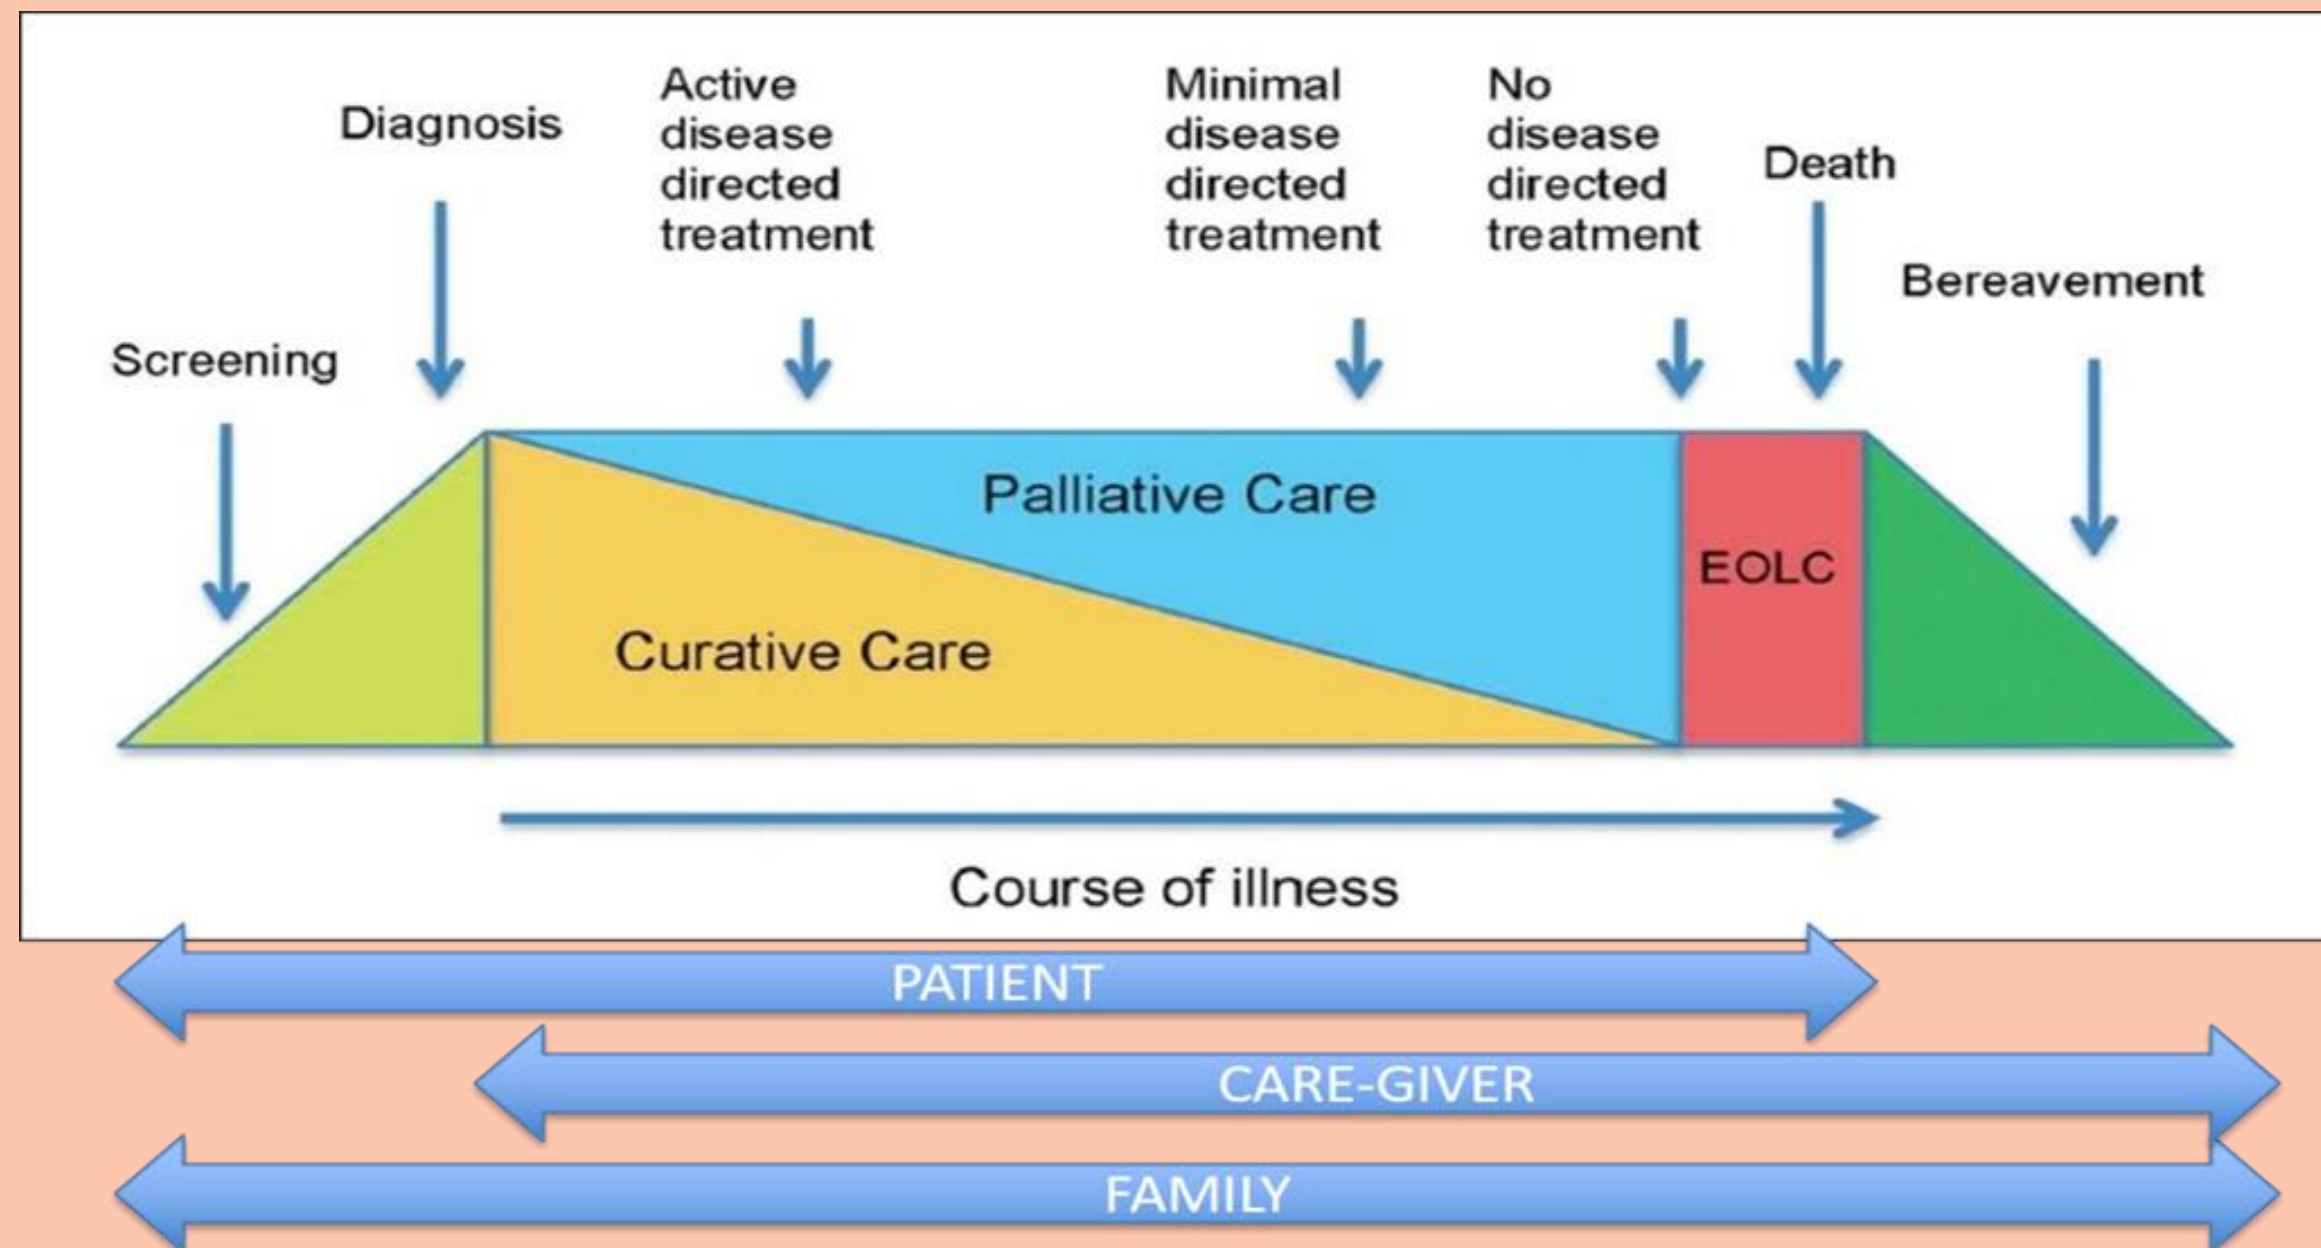 Screening
Diagnosis
Active
disease
directed
treatment
Minimal
disease
directed
treatment
No
disease
directed
treatment
Death
Bereavement
Palliative Care
Curative Care
EOLC
Course of illness
PATIENT
CARE-GIVER
FAMILY